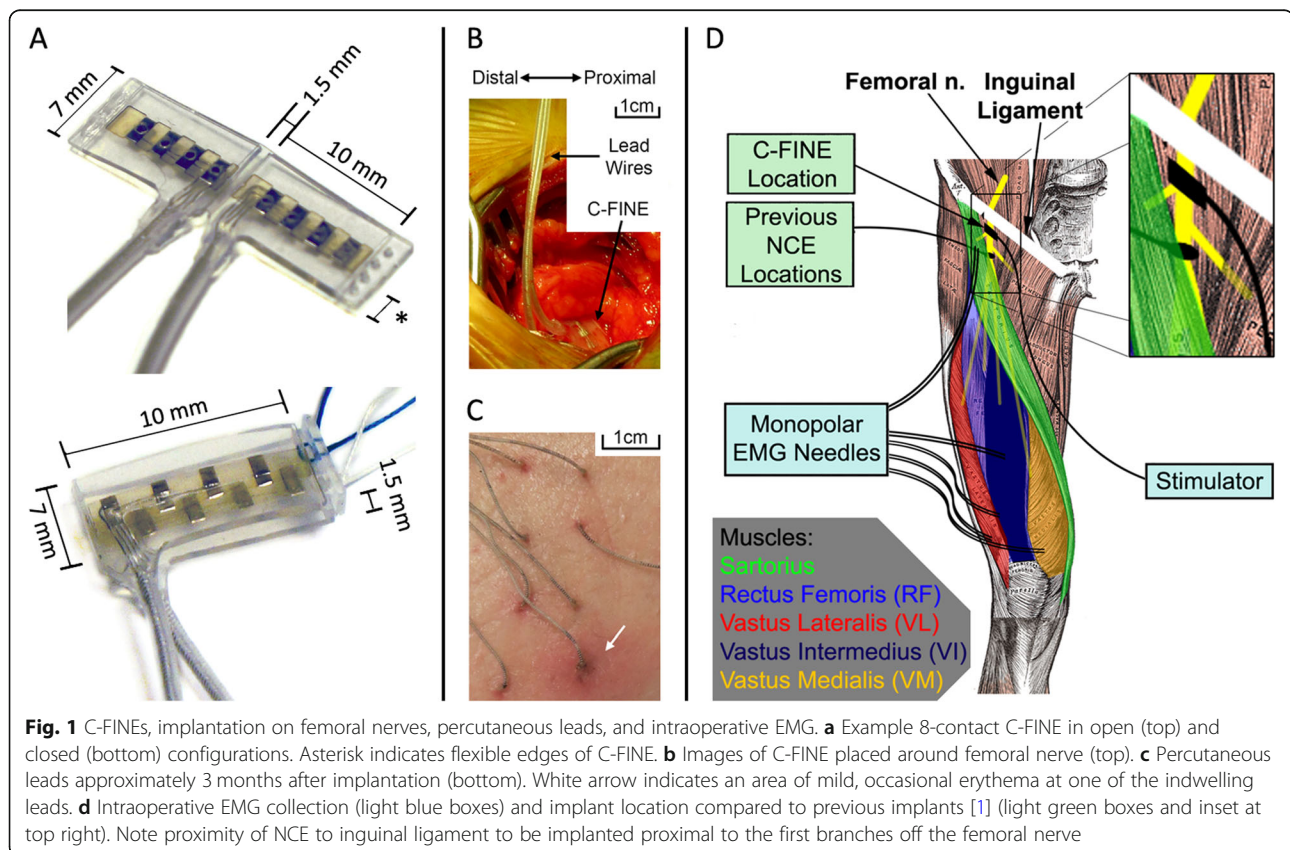 A
7 mm
1.5 mm
10 mm
*
10 mm
7 mm
1.5 mm
B
Distal Proximal
1cm
Lead
Wires
C-FINE
C
1cm
D
Femoral n.
Inguinal
Ligament
C-FINE
Location
Previous
NCE
Locations
Monopolar
EMG Needles
Stimulator
Muscles:
Sartorius
Rectus Femoris (RF)
Vastus Lateralis (VL)
Vastus Intermedius (VI)
Vastus Medialis (VM)
Fig. 1 C-FINEs, implantation on femoral nerves, percutaneous leads, and intraoperative EMG. a Example 8-contact C-FINE in open (top) and
closed (bottom) configurations. Asterisk indicates flexible edges of C-FINE. b Images of C-FINE placed around femoral nerve (top). c Percutaneous
leads approximately 3 months after implantation (bottom). White arrow indicates an area of mild, occasional erythema at one of the indwelling
leads. d Intraoperative EMG collection (light blue boxes) and implant location compared to previous implants [1] (light green boxes and inset at
top right). Note proximity of NCE to inguinal ligament to be implanted proximal to the first branches off the femoral nerve